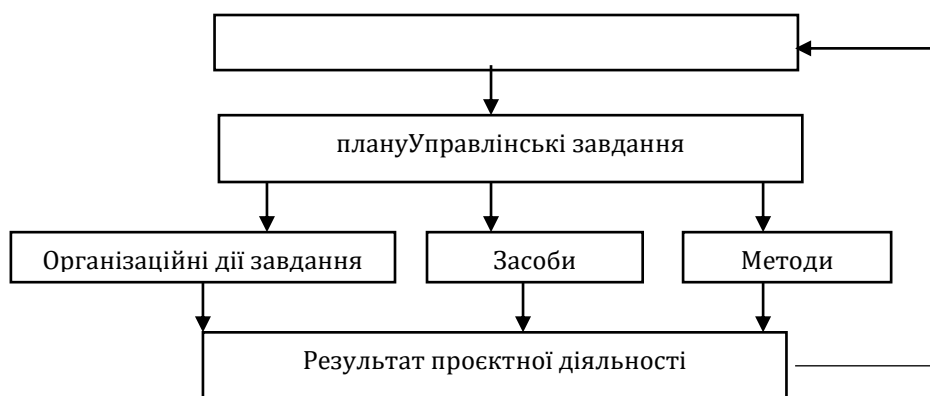 плануУправлінські завдання
Організаційні дії завдання
Засоби
Методи
Результат проєктної діяльності